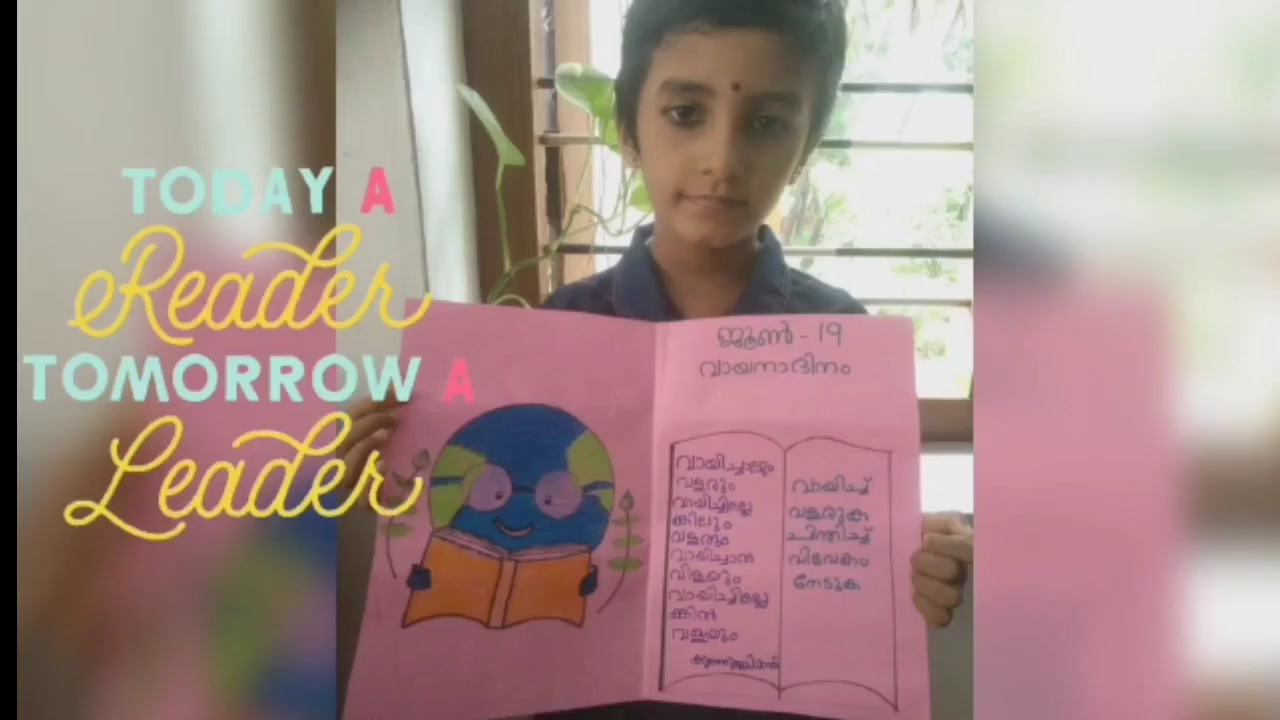 TODAY A
Reader
TOMORROW A
Leader
ജൂൺ - 19
വായനാദിനം
വായിച്ചാലും
വളരും
വായിച്ചില്ലെ
ങ്കിലും
വളരും
വായിച്ചാൽ
വിളയും
വായിച്ചില്ലെ
ങ്കിൽ
വളയും
കുഞ്ഞുണ്ണിമാഷ്
വായിച്ച്
വളരുക
ചിന്തിച്ച്
വിവേകം
നേടുക